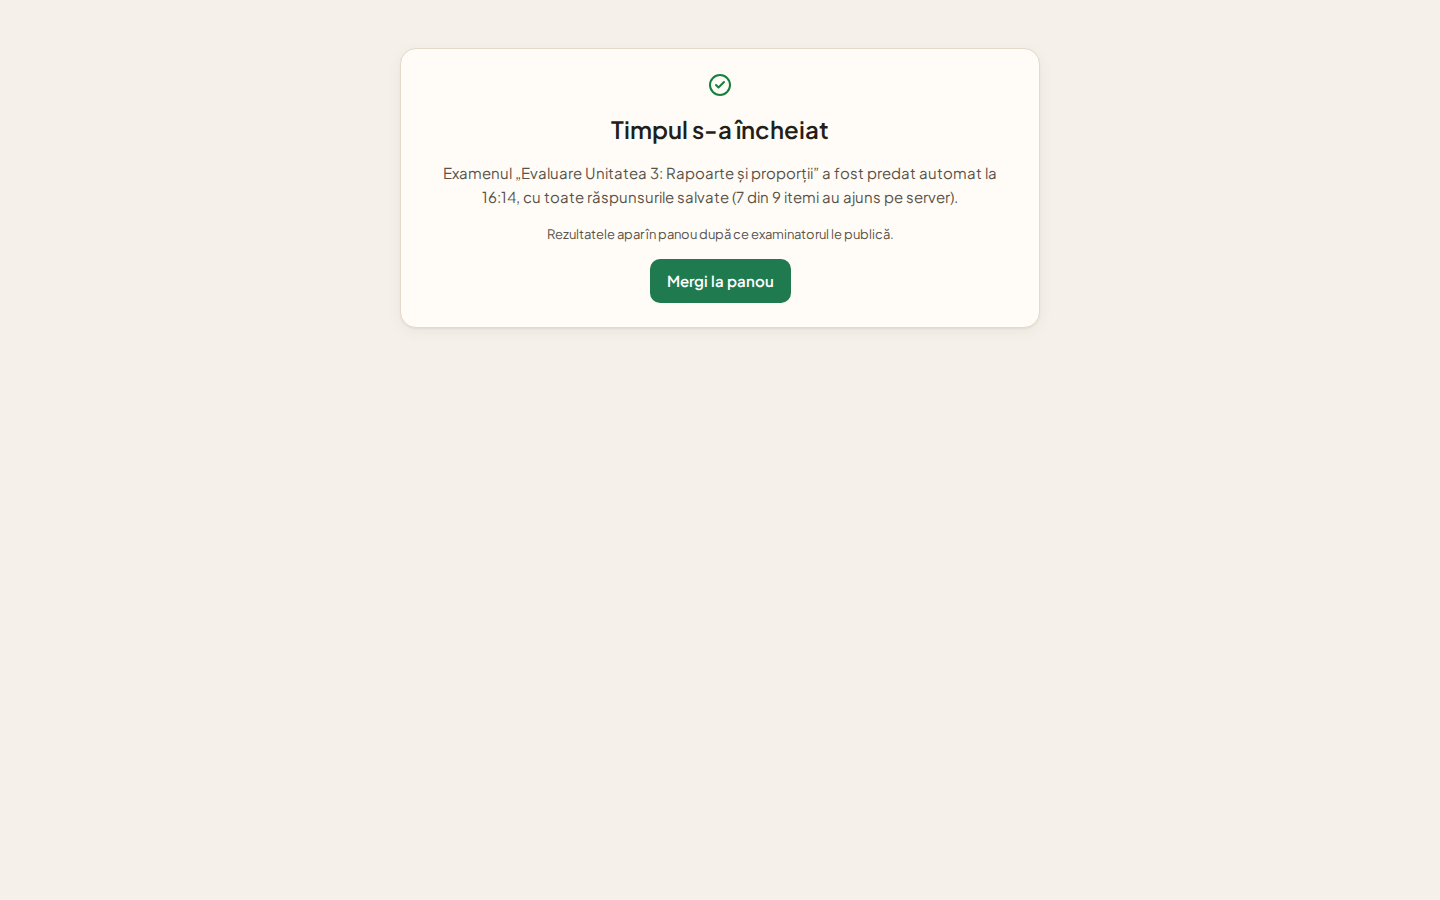 Timpul s-a încheiat
Examenul „Evaluare Unitatea 3: Rapoarte și proporții” a fost predat automat la
16:14, cu toate răspunsurile salvate (7 din 9 itemi au ajuns pe server).
Rezultatele apar în panou după ce examinatorul le publică.
Mergi la panou